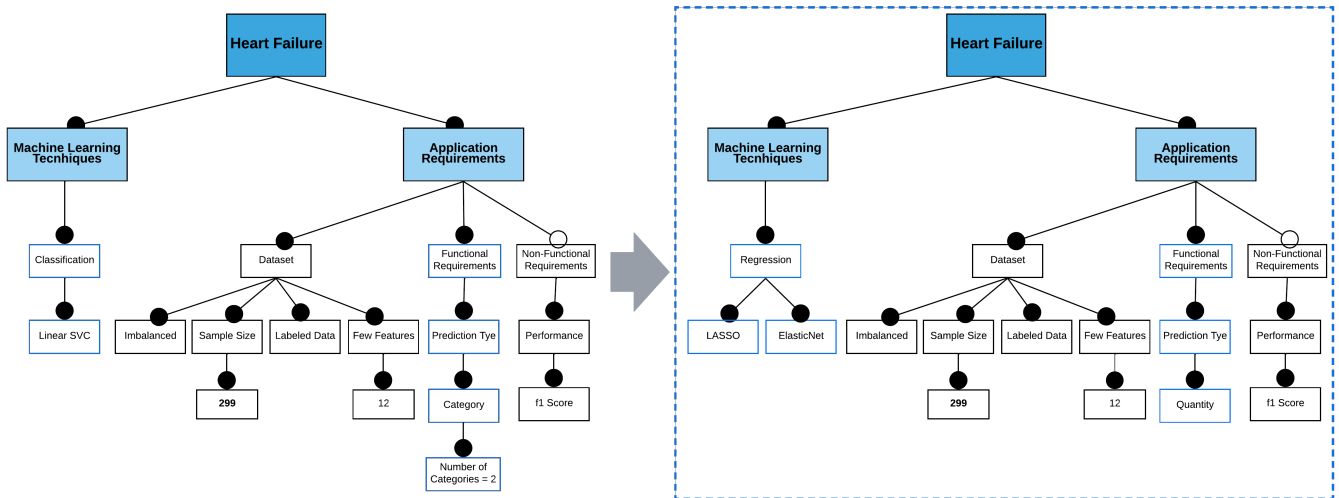 Heart Failure
Machine Learning
Tecnhiques
Application
Requirements
Classification
Dataset
Functional
Requirements
Non-Functional
Requirements
Linear SVC
Imbalanced
Sample Size
Labeled Data
Few Features
Prediction Tye
Performance
299
12
Category
f1 Score
Number of
Categories = 2
Heart Failure
Machine Learning
Tecnhiques
Application
Requirements
Regression
Dataset
Functional
Requirements
Non-Functional
Requirements
LASSO
ElasticNet
Imbalanced
Sample Size
Labeled Data
Few Features
Prediction Tye
Performance
299
12
Quantity
f1 Score